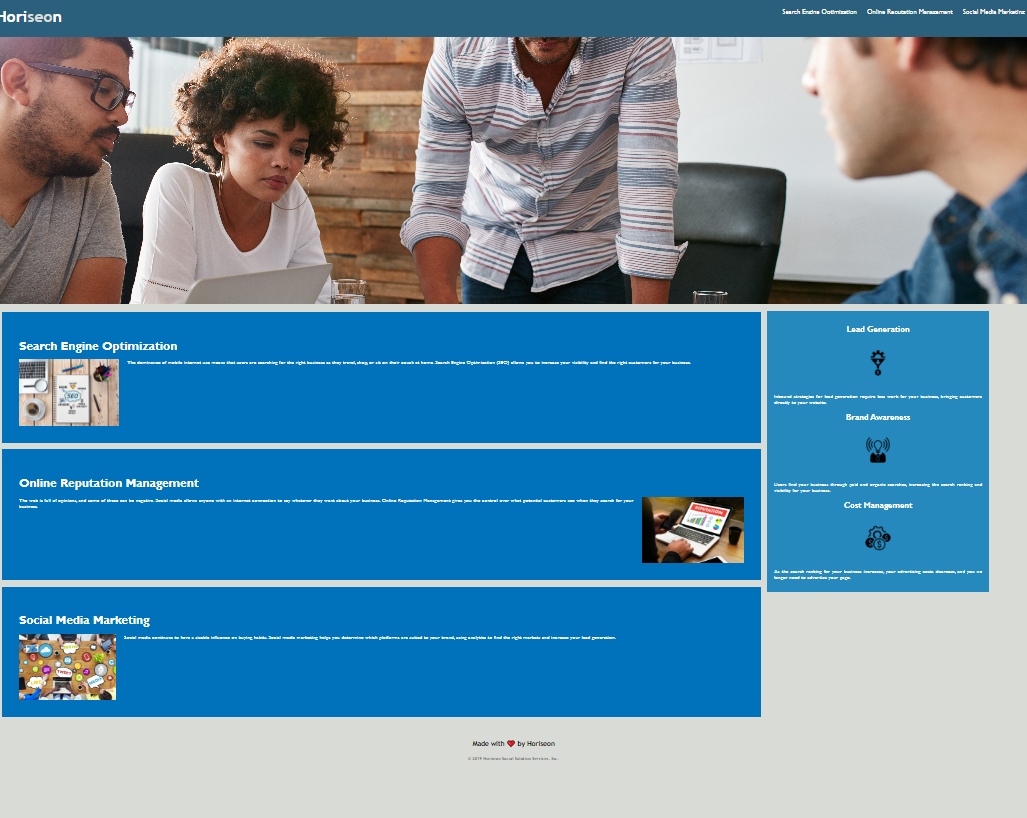 Horiseon
Search Engine Optimization Online Reputation Management Social Media Marketing
Search Engine Optimization
The dominance of mobile internet use means that users are searching for the right business as they travel, shop, or sit on their couch at home. Search Engine Optimization (SEO) allows you to increase your visibility and find the right customers for your business.
SEO
Online Reputation Management
The web is full of opinions, and some of these can be negative. Social media allows anyone with an internet connection to say whatever they want about your business. Online Reputation Management gives you the control over what potential customers see when they search for your
business.
REPUTATION
Social Media Marketing
Social media continues to have a sizable influence on buying habits. Social media marketing helps you determine which platforms are suited to your brand, using analytics to find the right markets and increase your lead generation.
TWEET
Lead Generation
Inbound strategies for lead generation require less work for your business, bringing customers
directly to your website.
Brand Awareness
Users find your business through paid and organic searches, increasing the search ranking and
visibility for your business.
Cost Management
As the search ranking for your business increases, your advertising costs decrease, and you no
longer need to advertise your page.
Made with ❤️ by Horiseon
© 2019 Horiseon Social Solution Services, Inc.